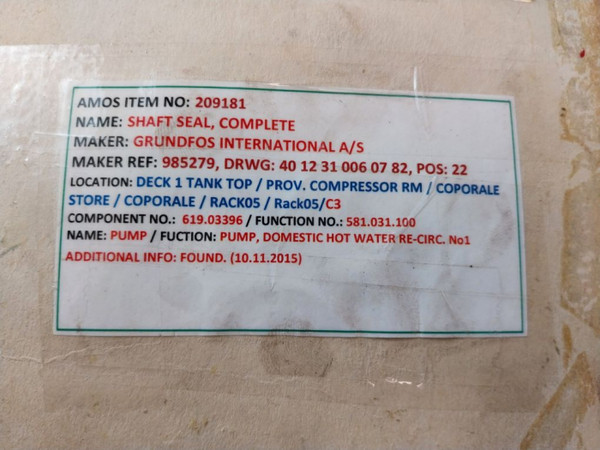 AMOS ITEM NO: 209181
NAME: SHAFT SEAL, COMPLETE
MAKER: GRUNDFOS INTERNATIONAL A/S
MAKER REF: 985279, DRWG: 40 12 31 006 07 82, POS: 22
LOCATION: DECK 1 TANK TOP / PROV. COMPRESSOR RM / COPORALE
STORE / COPORALE / RACK05 / Rack05/C3
COMPONENT NO.: 619.03396 / FUNCTION NO.: 581.031.100
NAME: PUMP / FUCTION: PUMP, DOMESTIC HOT WATER RE-CIRC. No1
ADDITIONAL INFO: FOUND. (10.11.2015)